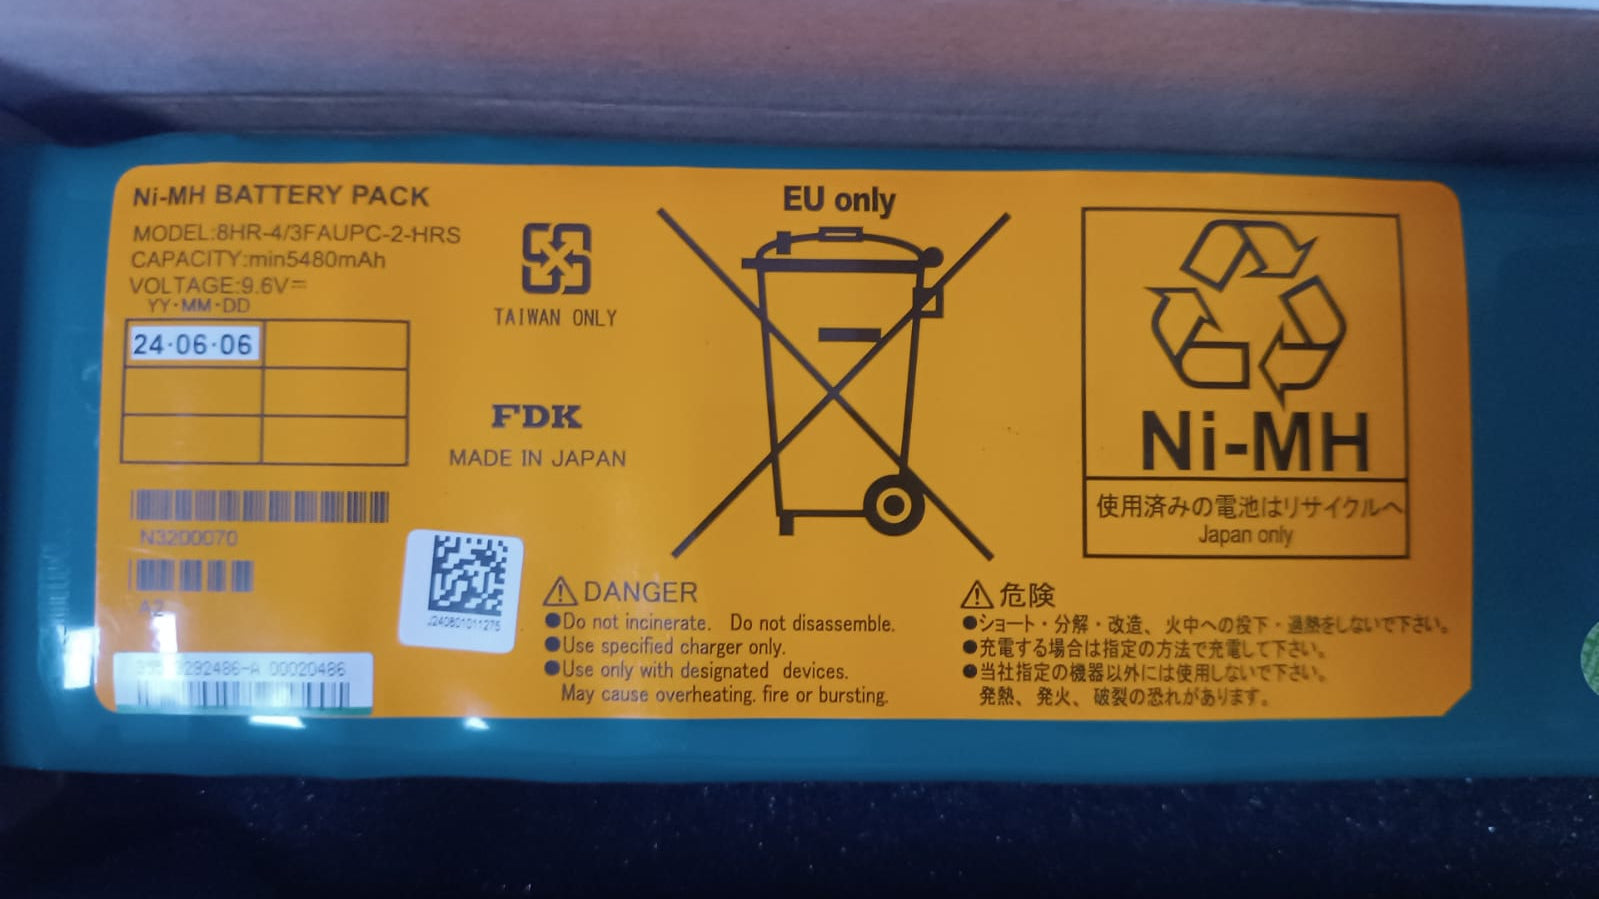 Ni-MH BATTERY PACK
MODEL:8HR-4/3FAUPC-2-HRS
CAPACITY:min5480mAh
VOLTAGE:9.6V⎓
YY・MM・DD
24・06・06
N3200070
A2
292486-A 00020486
TAIWAN ONLY
FDK
MADE IN JAPAN
J240601011275
EU only
Ni-MH
使用済みの電池はリサイクルへ
Japan only
⚠DANGER
●Do not incinerate. Do not disassemble.
●Use specified charger only.
●Use only with designated devices.
May cause overheating. fire or bursting.
⚠危険
●ショート・分解・改造、火中への投下・過熱をしないで下さい。
●充電する場合は指定の方法で充電して下さい。
●当社指定の機器以外には使用しないで下さい。
発熱、発火、破裂の恐れがあります。